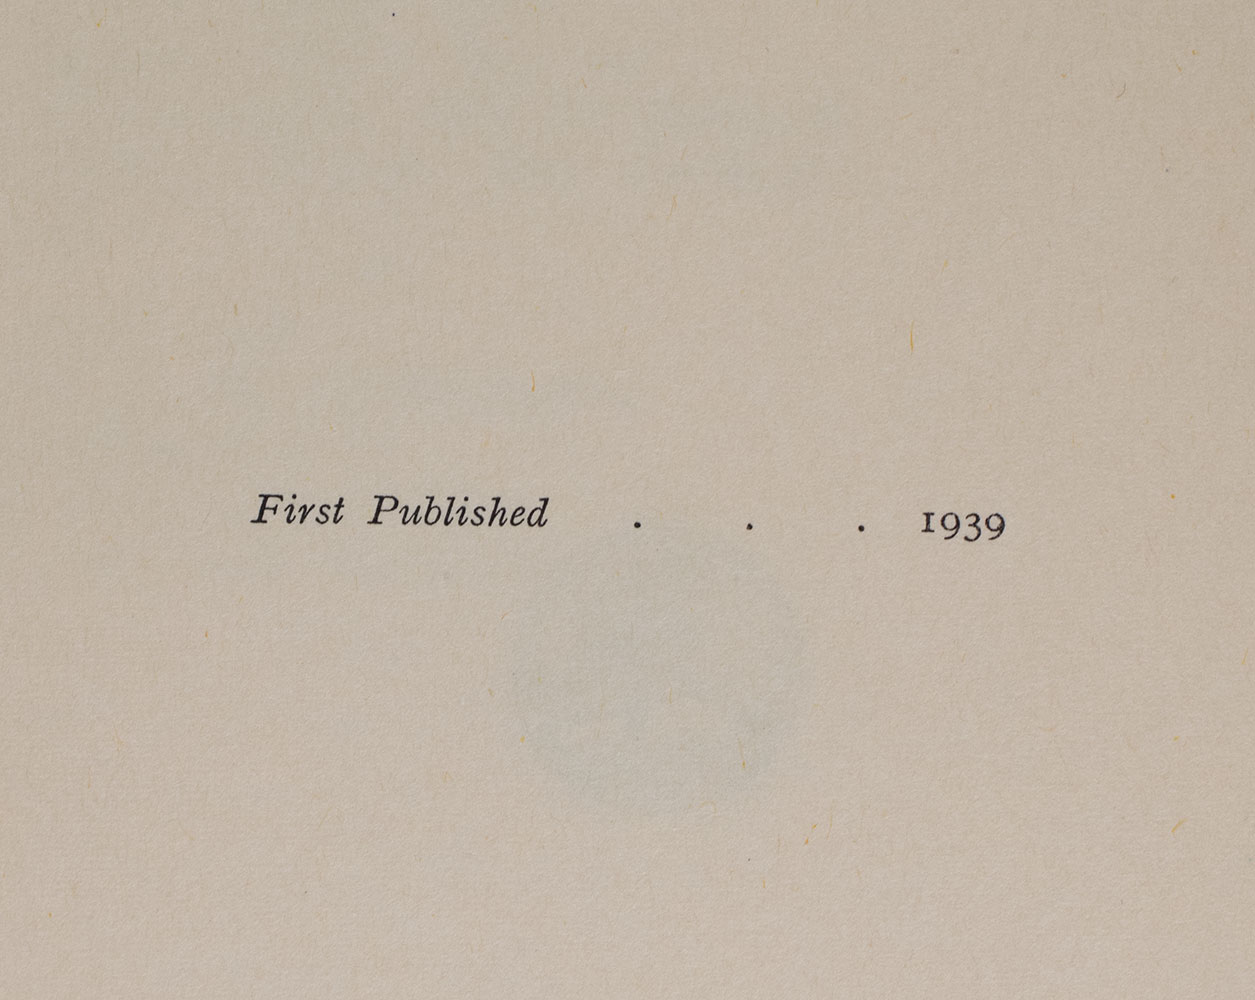 First Published . . . 1939